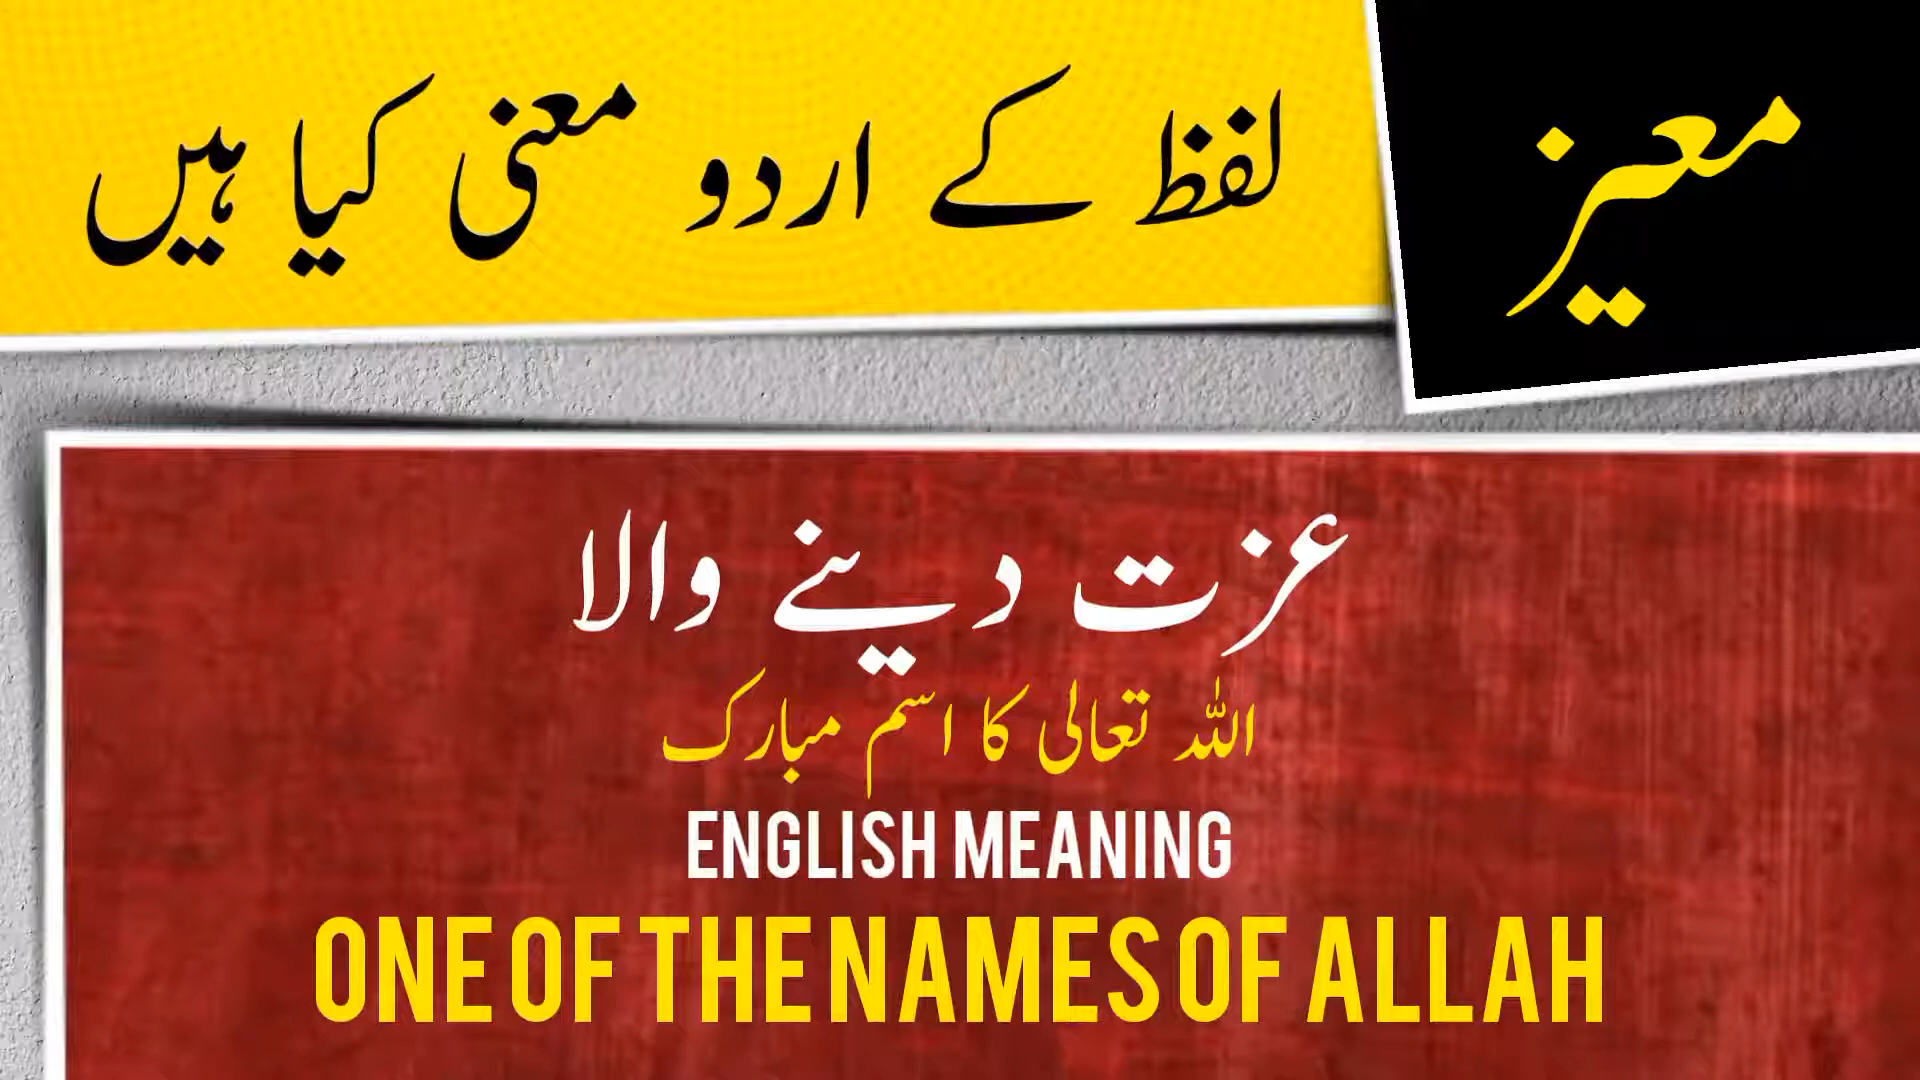 معیز لفظ کے اردو معنی کیا ہیں
عزت دینے والا
اللہ تعالی کا اسم مبارک
ENGLISH MEANING
ONE OF THE NAMES OF ALLAH